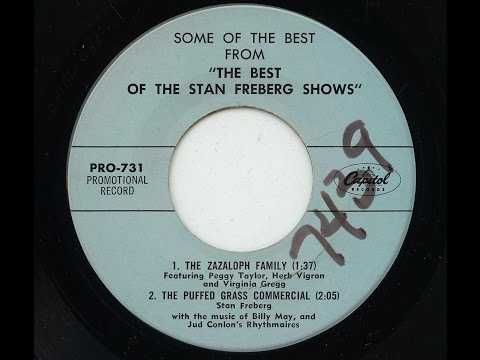 SOME OF THE BEST
FROM
"THE BEST
OF THE STAN FREBERG SHOWS"
PRO-731
PROMOTIONAL
RECORD
Capitol
RECORDS
7439
1. THE ZAZALOPH FAMILY (1:37)
Featuring Peggy Taylor, Herb Vigran
and Virginia Gregg
2. THE PUFFED GRASS COMMERCIAL (2:05)
Stan Freberg
with the music of Billy May, and
Jud Conlon's Rhythmaires